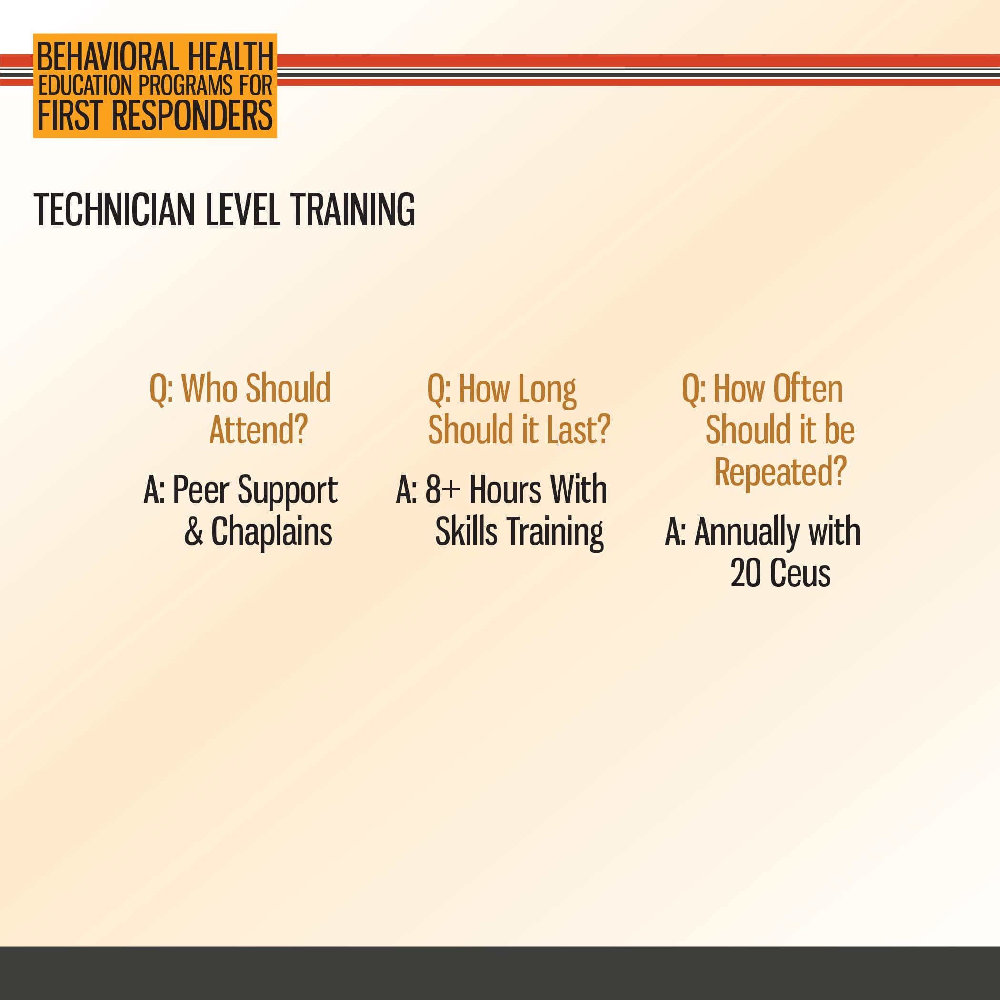 BEHAVIORAL HEALTH
EDUCATION PROGRAMS FOR
FIRST RESPONDERS
TECHNICIAN LEVEL TRAINING
Q: Who Should
Attend?
A: Peer Support
& Chaplains
Q: How Long
Should it Last?
A: 8+ Hours With
Skills Training
Q: How Often
Should it be
Repeated?
A: Annually with
20 Ceus